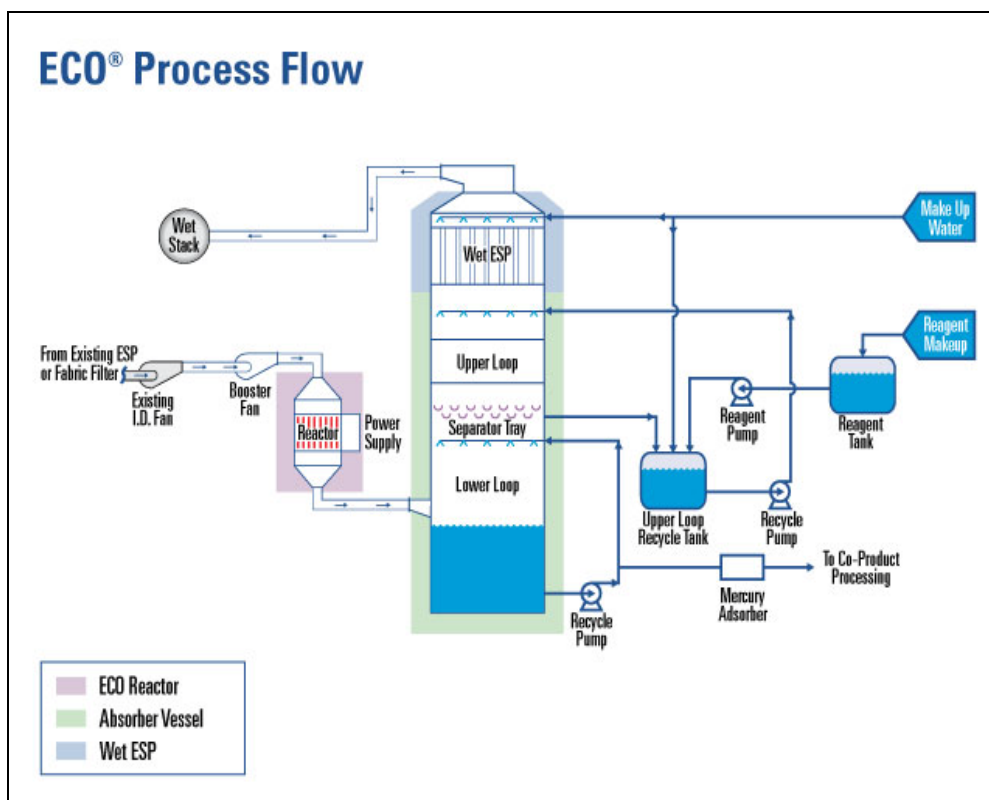 ECO® Process Flow
Wet
Stack
Wet ESP
Make Up
Water
From Existing ESP
or Fabric Filter
Existing
I.D. Fan
Booster
Fan
Reactor
Power
Supply
Upper Loop
Separator Tray
Lower Loop
Reagent
Makeup
Reagent
Pump
Reagent
Tank
Upper Loop
Recycle Tank
Recycle
Pump
Recycle
Pump
Mercury
Adsorber
To Co-Product
Processing
ECO Reactor
Absorber Vessel
Wet ESP